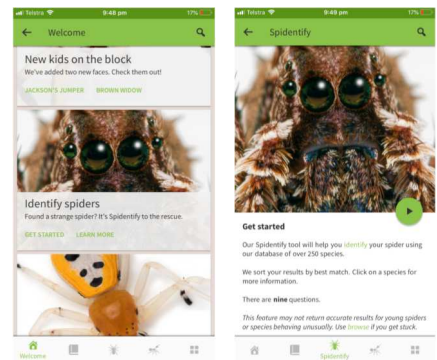 Telstra 9:48 pm 17%
Welcome
New kids on the block
We've added two new faces. Check them out!
JACKSON'S JUMPER BROWN WIDOW
Identify spiders
Found a strange spider? It's Spidentify to the rescue.
GET STARTED LEARN MORE
Welcome
Telstra 9:49 pm 17%
Spidentify
Get started
Our Spidentify tool will help you identify your spider using
our database of over 250 species.
We sort your results by best match. Click on a species for
more information.
There are nine questions.
This feature may not return accurate results for young spiders
or species behaving unusually. Use browse if you get stuck.
Spidentify